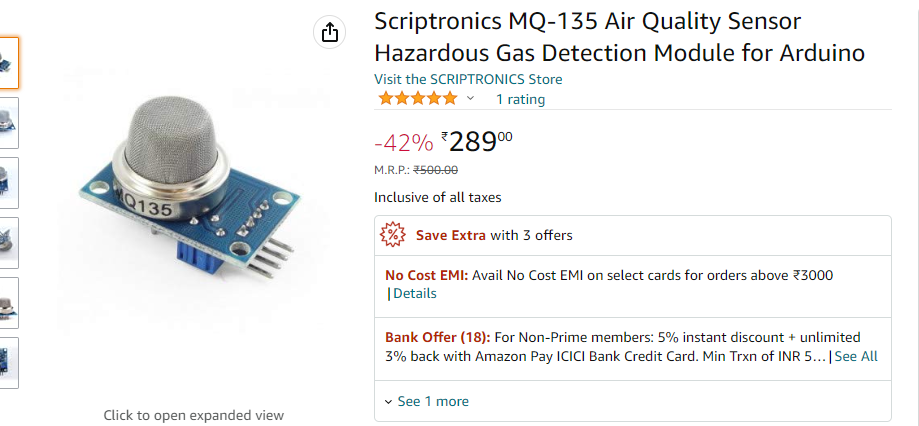 Scriptronics MQ-135 Air Quality Sensor
Hazardous Gas Detection Module for Arduino
Visit the SCRIPTRONICS Store
1 rating
-42% ₹289⁰⁰
M.R.P.: ₹500.00
Inclusive of all taxes
Save Extra with 3 offers
No Cost EMI: Avail No Cost EMI on select cards for orders above ₹3000
|Details
Bank Offer (18): For Non-Prime members: 5% instant discount + unlimited
3% back with Amazon Pay ICICI Bank Credit Card. Min Trxn of INR 5... |See All
See 1 more
MQ135
Click to open expanded view